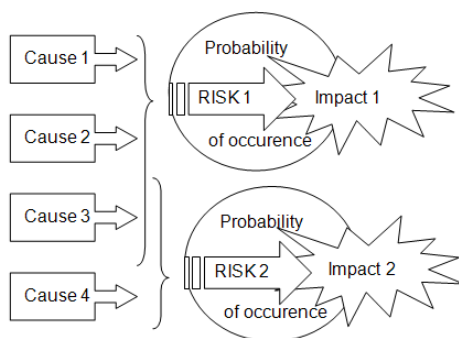 Cause 1
Cause 2
Cause 3
Cause 4
Probability
RISK 1
Impact 1
of occurence
Probability
RISK 2
Impact 2
of occurence